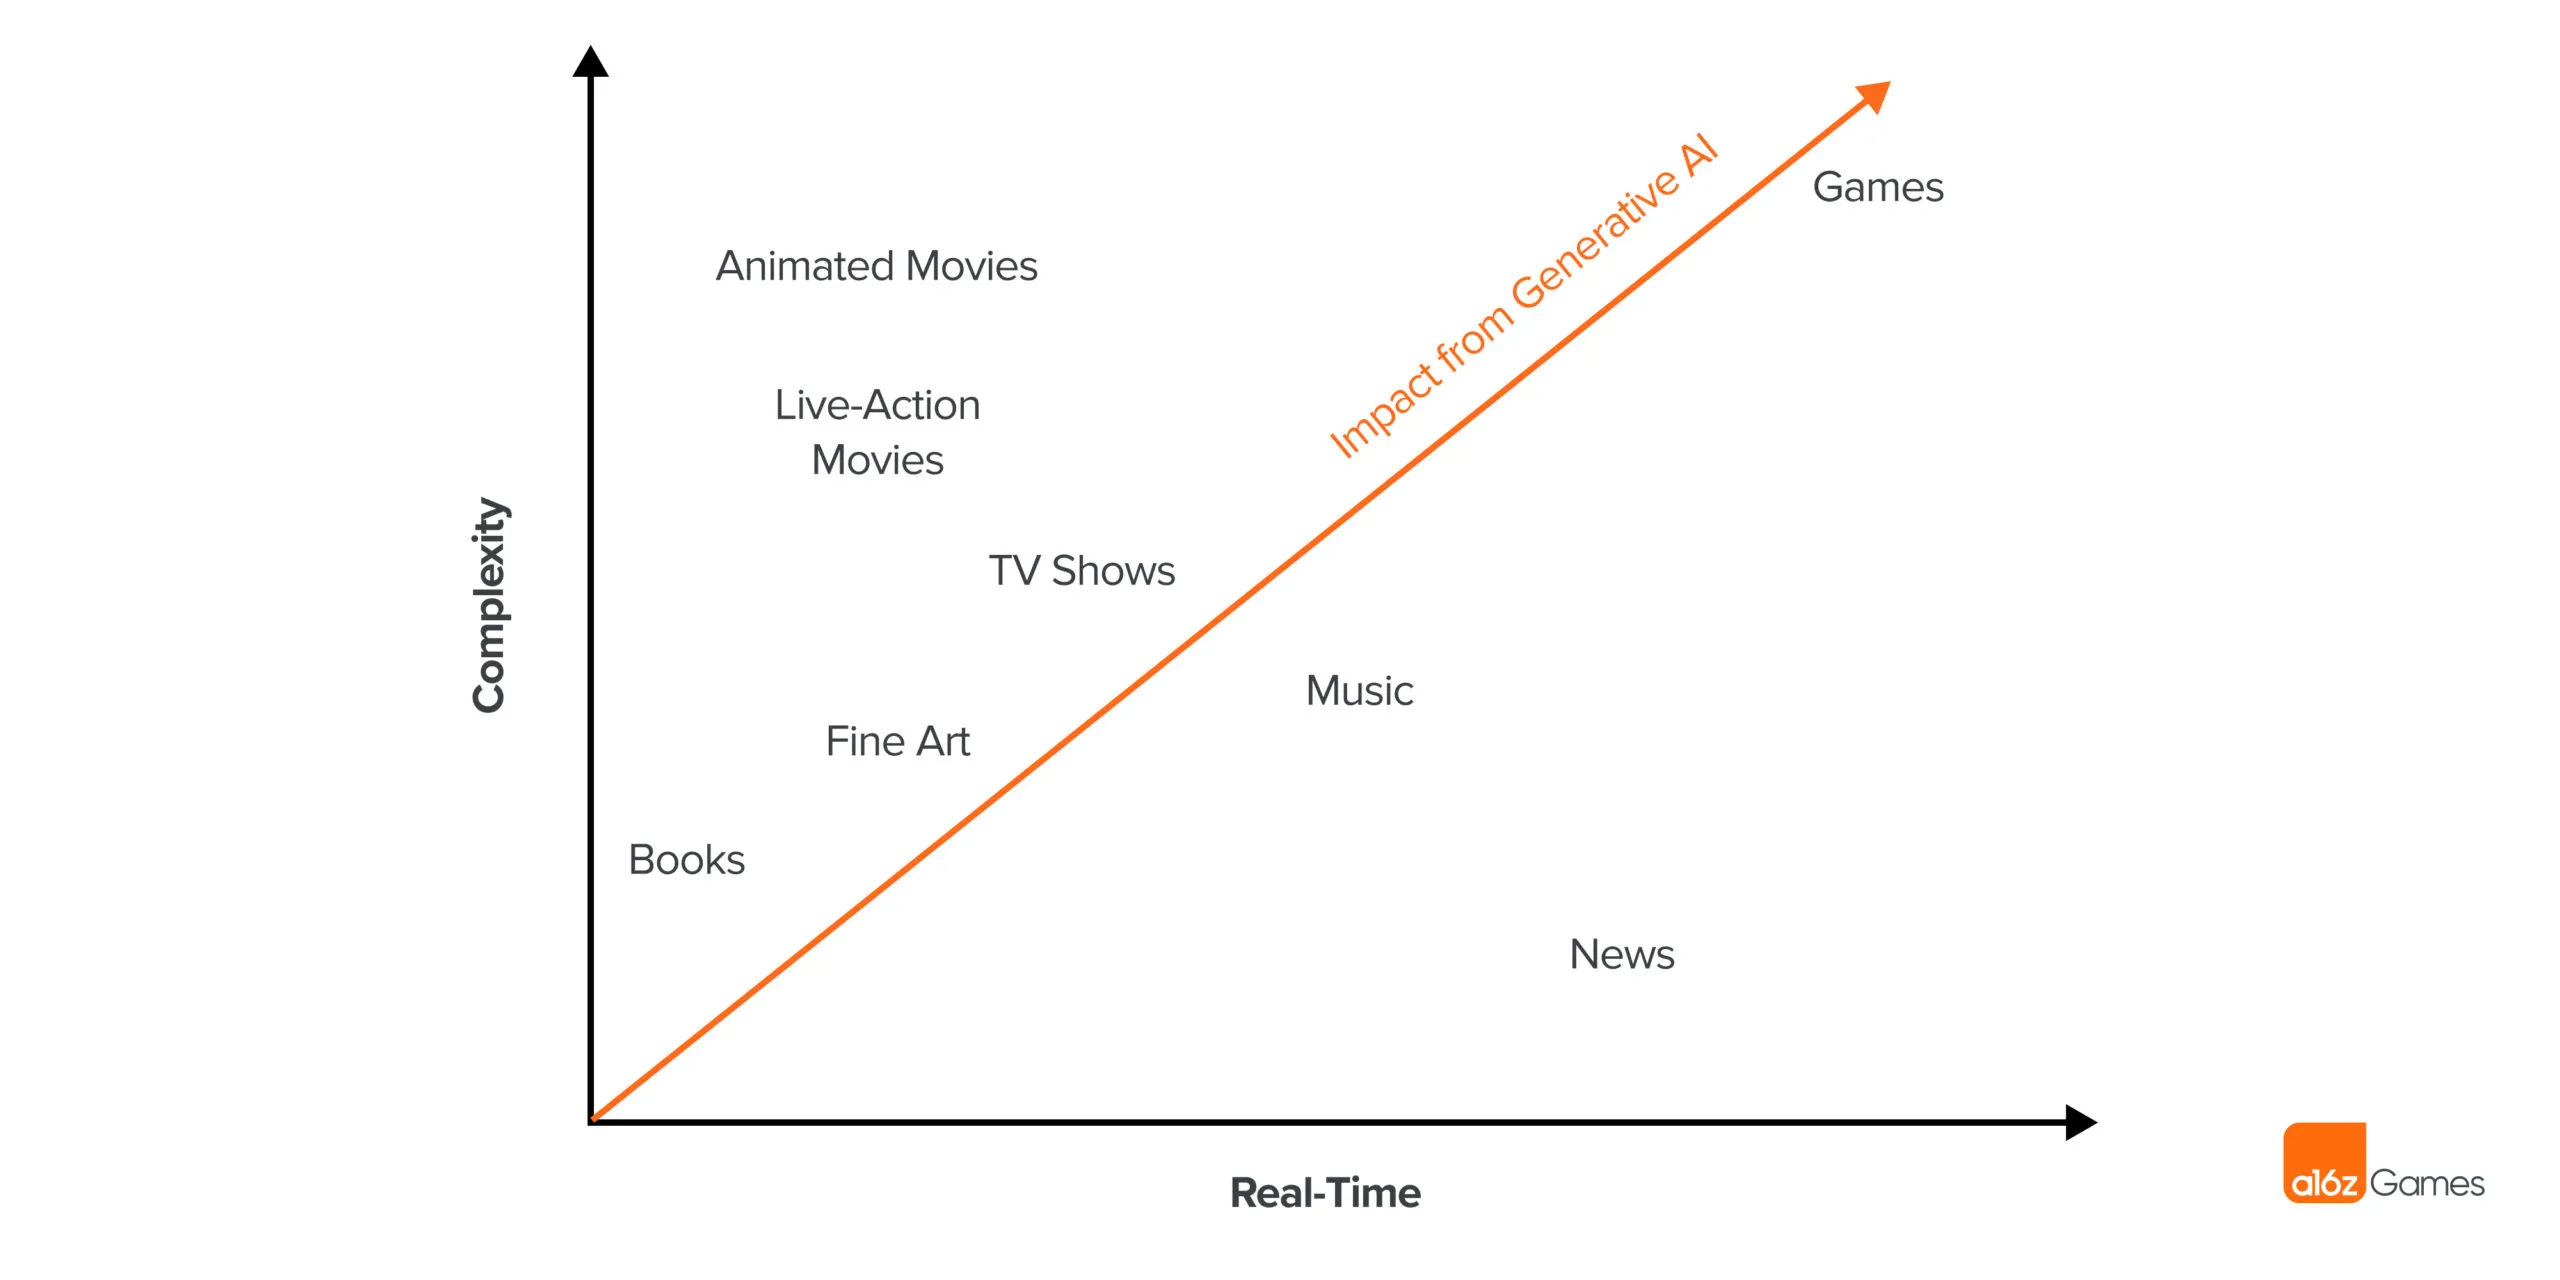 Games
Impact from Generative AI
Animated Movies
Live-Action
Movies
TV Shows
Music
Fine Art
Books
News
Complexity
Real-Time
a16z Games